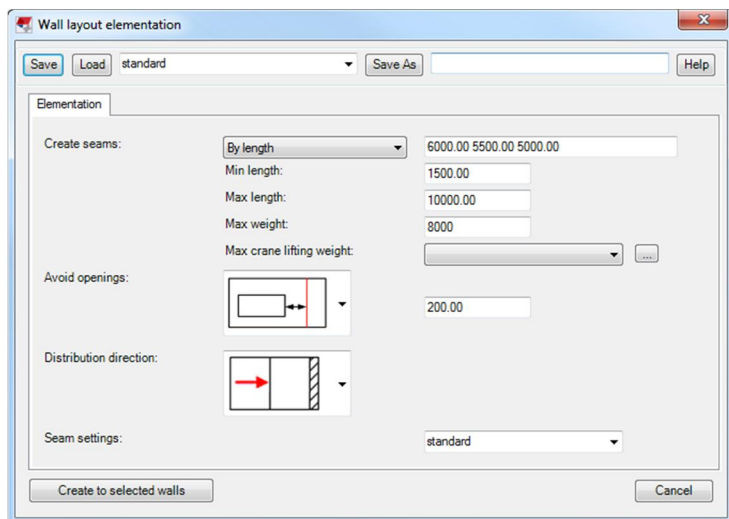 Wall layout elementation
Save Load standard Save As Help
Elementation
Create seams: By length 6000.00 5500.00 5000.00
Min length: 1500.00
Max length: 10000.00
Max weight: 8000
Max crane lifting weight: ...
Avoid openings: 200.00
Distribution direction:
Seam settings: standard
Create to selected walls Cancel